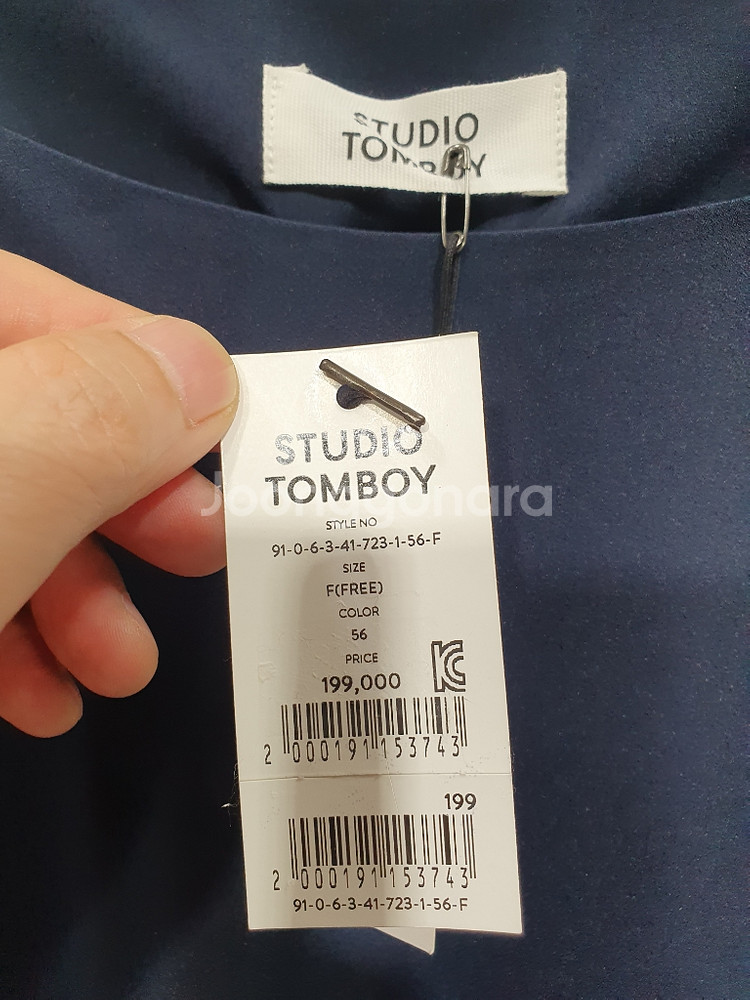 STUDIO
TOMBOY
STUDIO
TOMBOY
Joonggonara
STYLE NO
91-0-6-3-41-723-1-56-F
SIZE
F(FREE)
COLOR
56
PRICE
199,000
2 000191 153743
199
2 000191 153743
91-0-6-3-41-723-1-56-F